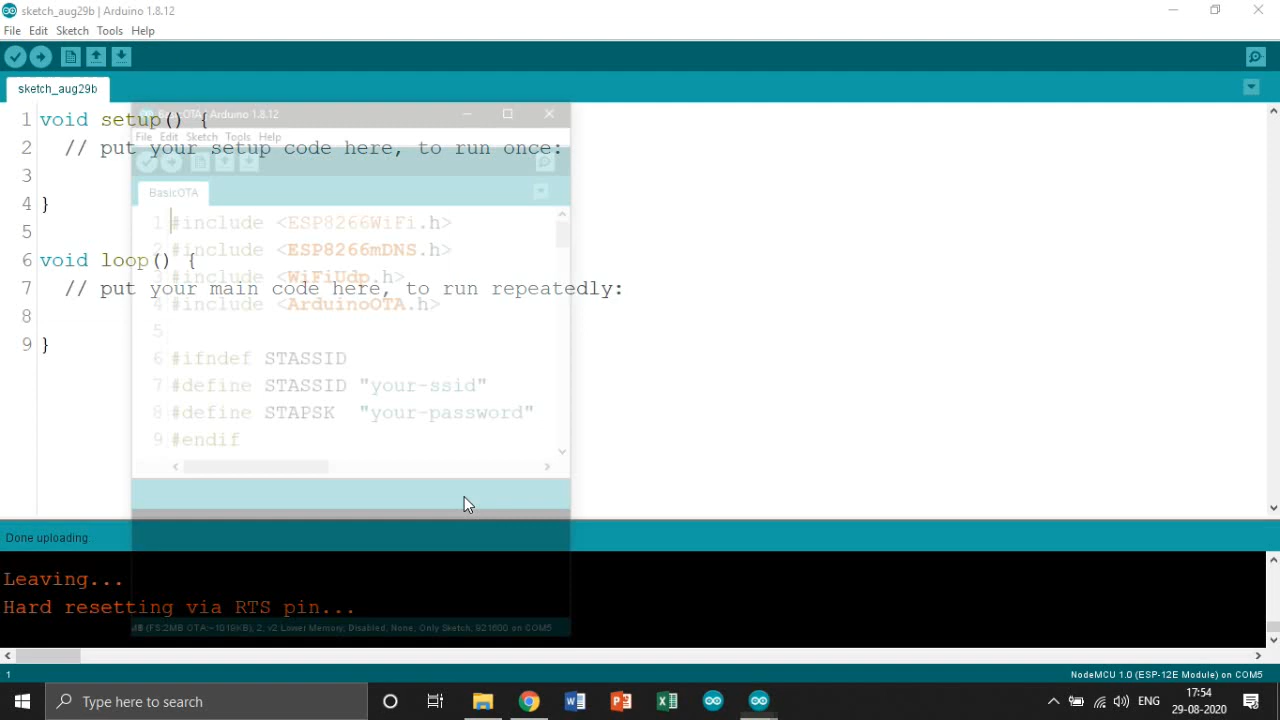 sketch_aug29b | Arduino 1.8.12
File Edit Sketch Tools Help
sketch_aug29b
1 void setup() {
2 // put your setup code here, to run once:
3
4 }
5
6 void loop() {
7 // put your main code here, to run repeatedly:
8
9 }
BasicOTA | Arduino 1.8.12
File Edit Sketch Tools Help
BasicOTA
1 #include <ESP8266WiFi.h>
2 #include <ESP8266mDNS.h>
3 #include <WiFiUdp.h>
4 #include <ArduinoOTA.h>
5
6 #ifndef STASSID
7 #define STASSID "your-ssid"
8 #define STAPSK "your-password"
9 #endif
Done uploading
Leaving...
Hard resetting via RTS pin...
(FS:2MB OTA:~1019KB), 2, v2 Lower Memory, Disabled, None, Only Sketch, 921600 on COM5
1
NodeMCU 1.0 (ESP-12E Module) on COM5
Type here to search
ENG
17:54
29-08-2020